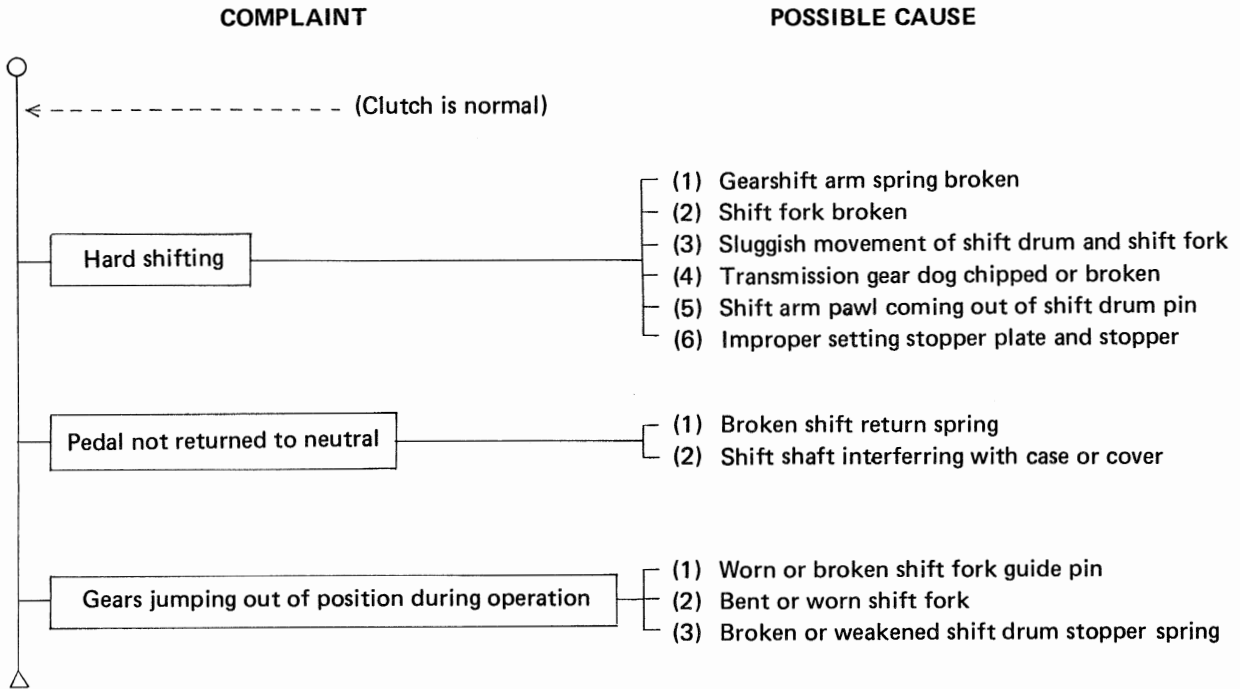 COMPLAINT
POSSIBLE CAUSE
(Clutch is normal)
Hard shifting
(1) Gearshift arm spring broken
(2) Shift fork broken
(3) Sluggish movement of shift drum and shift fork
(4) Transmission gear dog chipped or broken
(5) Shift arm pawl coming out of shift drum pin
(6) Improper setting stopper plate and stopper
Pedal not returned to neutral
(1) Broken shift return spring
(2) Shift shaft interferring with case or cover
Gears jumping out of position during operation
(1) Worn or broken shift fork guide pin
(2) Bent or worn shift fork
(3) Broken or weakened shift drum stopper spring